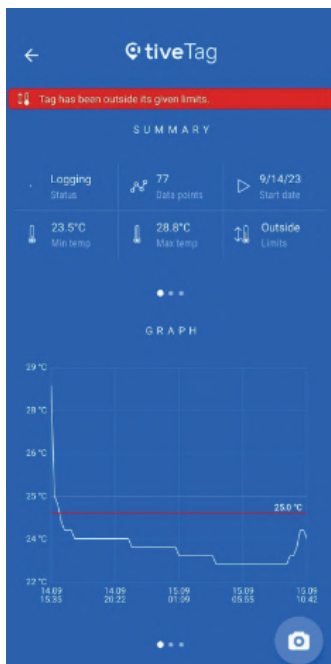 tiveTag
Tag has been outside its given limits.
SUMMARY
Logging
Status
77
Data points
9/14/23
Start date
23.5°C
Min temp
28.8°C
Max temp
Outside
Limits
GRAPH
29 °C
28 °C
26 °C
25 °C
25.0 °C
24 °C
22 °C
14.09 14.09 15.09 15.09 15.09
15:35 20:22 01:09 05:55 10:42